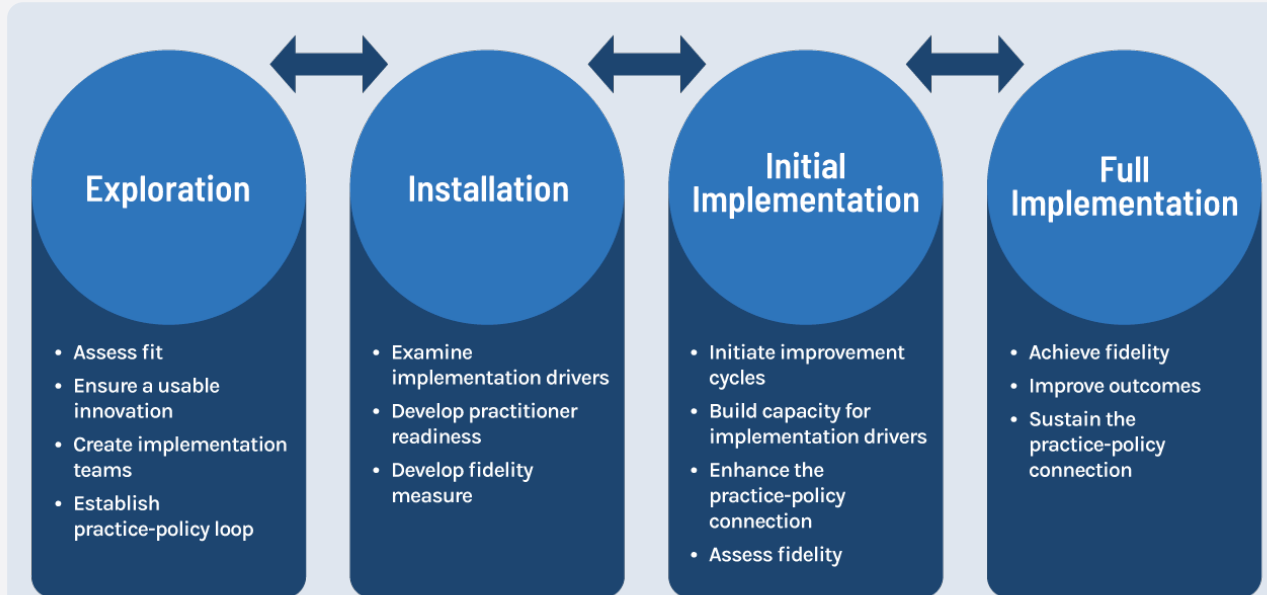 Exploration
• Assess fit
• Ensure a usable
innovation
• Create implementation
teams
• Establish
practice-policy loop
Installation
• Examine
implementation drivers
• Develop practitioner
readiness
• Develop fidelity
measure
Initial
Implementation
• Initiate improvement
cycles
• Build capacity for
implementation drivers
• Enhance the
practice-policy
connection
• Assess fidelity
Full
Implementation
• Achieve fidelity
• Improve outcomes
• Sustain the
practice-policy
connection